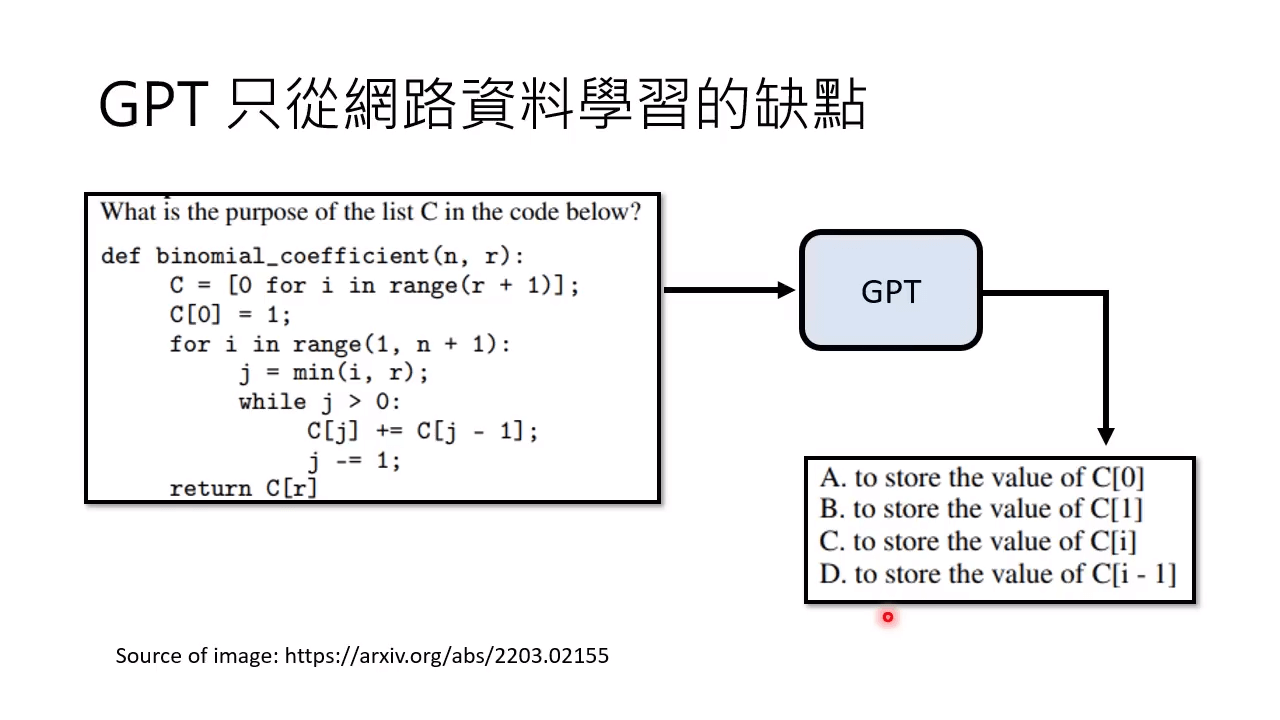 GPT 只從網路資料學習的缺點
What is the purpose of the list C in the code below?
def binomial_coefficient(n, r):
C = [0 for i in range(r + 1)];
C[0] = 1;
for i in range(1, n + 1):
j = min(i, r);
while j > 0:
C[j] += C[j - 1];
j -= 1;
return C[r]
GPT
A. to store the value of C[0]
B. to store the value of C[1]
C. to store the value of C[i]
D. to store the value of C[i - 1]
Source of image: https://arxiv.org/abs/2203.02155